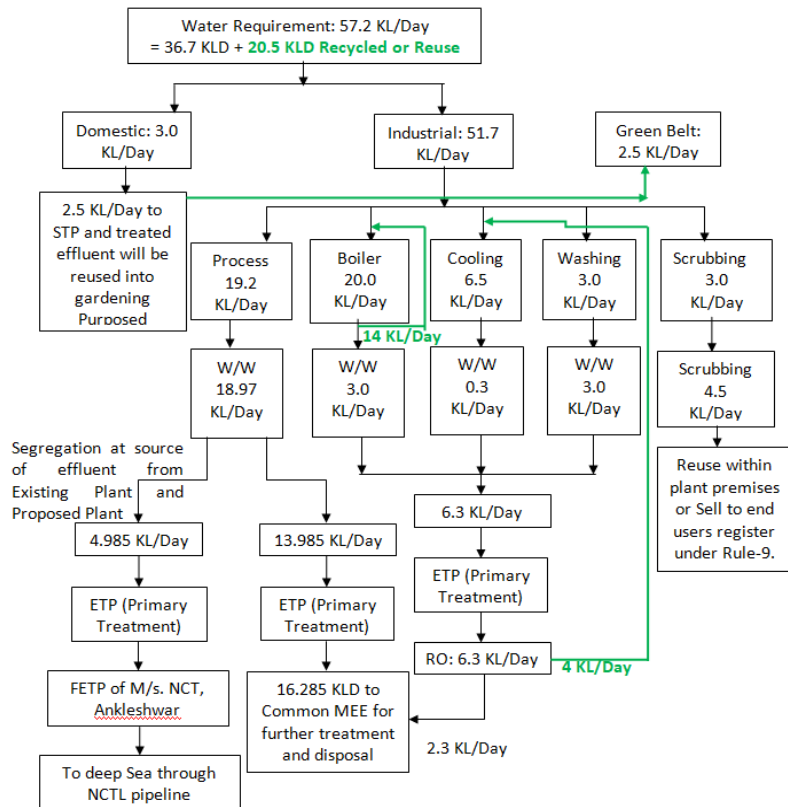 Water Requirement: 57.2 KL/Day
= 36.7 KLD + 20.5 KLD Recycled or Reuse
Domestic: 3.0
KL/Day
Industrial: 51.7
KL/Day
Green Belt:
2.5 KL/Day
2.5 KL/Day to
STP and treated
effluent will be
reused into
gardening
Purposed
Process
19.2
KL/Day
Boiler
20.0
KL/Day
Cooling
6.5
KL/Day
Washing
3.0
KL/Day
Scrubbing
3.0
KL/Day
14 KL/Day
W/W
18.97
KL/Day
W/W
3.0
KL/Day
W/W
0.3
KL/Day
W/W
3.0
KL/Day
Scrubbing
4.5
KL/Day
Segregation at source
of effluent from
Existing Plant and
Proposed Plant
Reuse within
plant premises
or Sell to end
users register
under Rule-9.
4.985 KL/Day
13.985 KL/Day
6.3 KL/Day
ETP (Primary
Treatment)
ETP (Primary
Treatment)
ETP (Primary
Treatment)
RO: 6.3 KL/Day
4 KL/Day
FETP of M/s. NCT,
Ankleshwar
16.285 KLD to
Common MEE for
further treatment
and disposal
2.3 KL/Day
To deep Sea through
NCTL pipeline